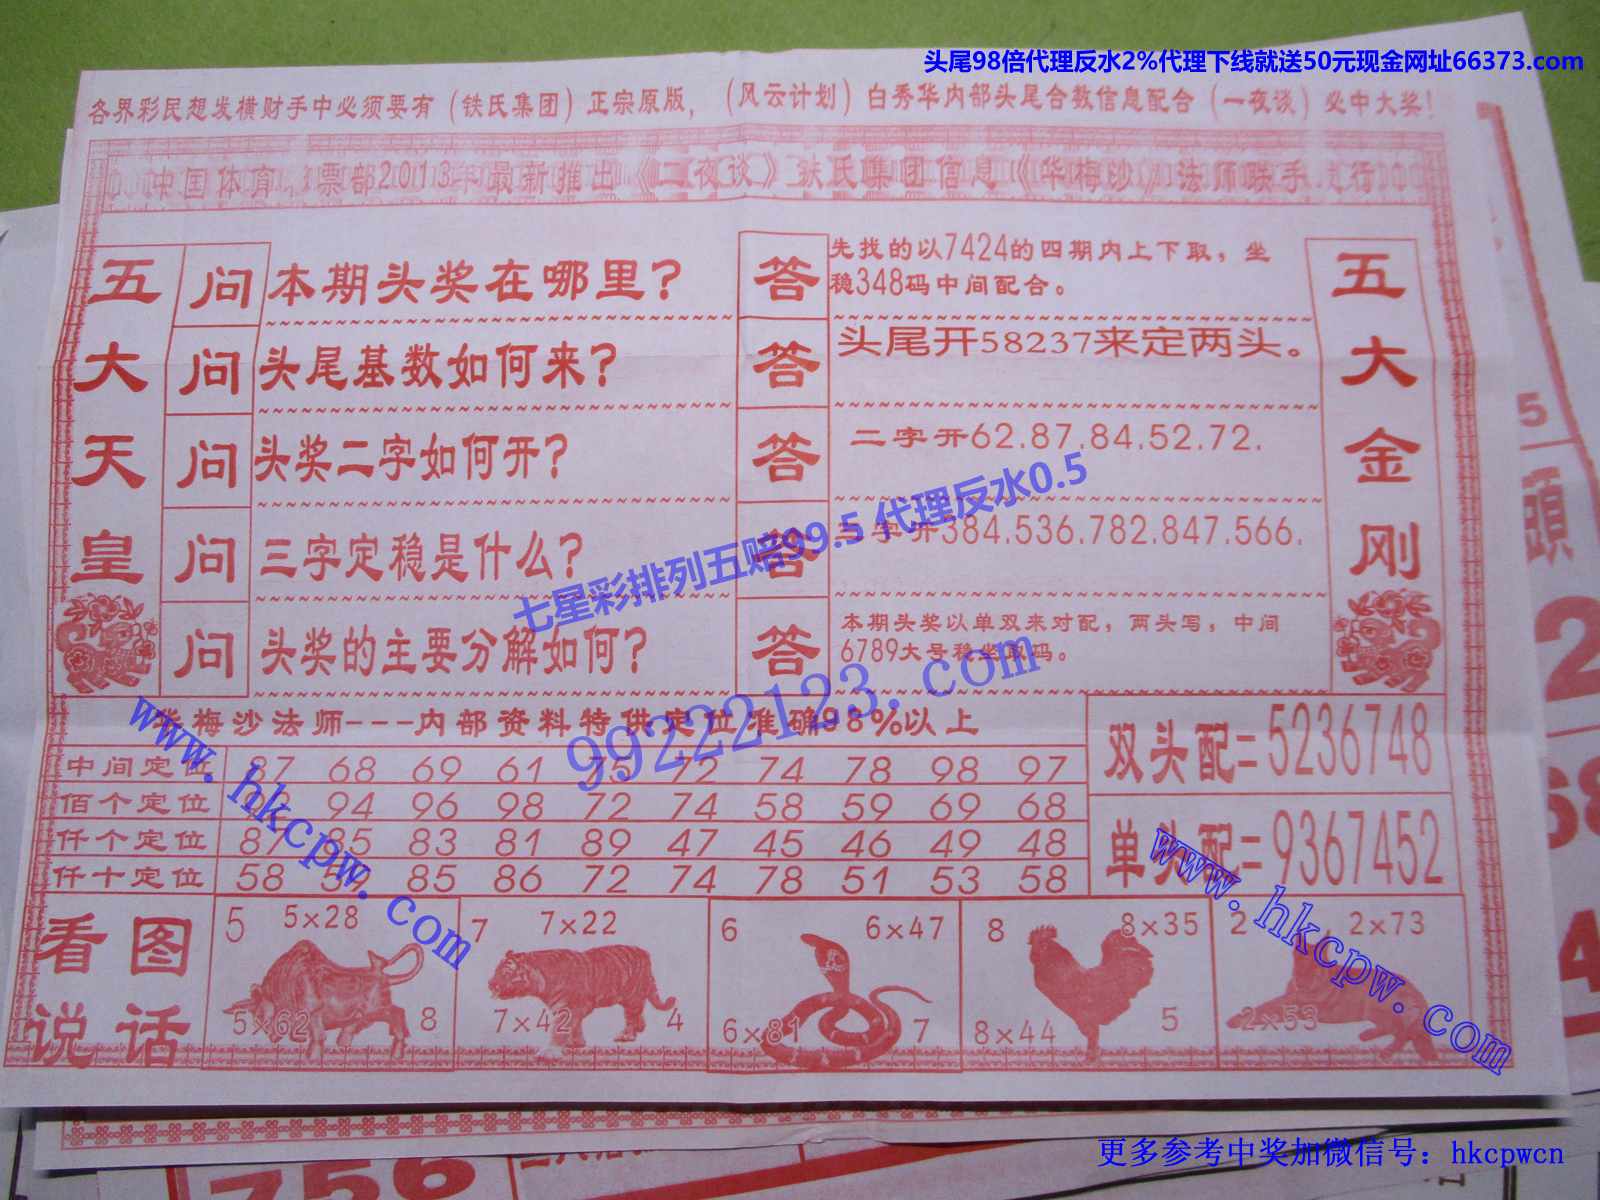 头尾98倍代理反水2%代理下线就送50元现金网址66373.com
各界彩民想发横财手中必须要有（铁氏集团）正宗原版，（风云计划）白秀华内部头尾合数信息配合（一夜谈）必中大奖！
中国体育 票部2013年最新推出《二夜谈》铁氏集团信息《华梅沙》法师联手 行
五大天皇
问 本期头奖在哪里？
答 先找的以7424的四期内上下取，坐
稳348码中间配合。
问 头尾基数如何来？
答 头尾开58237来定两头。
问 头奖二字如何开？
答 二字开62.87.84.52.72.
问 三字定稳是什么？
答 三字开384.536.782.847.566.
问 头奖的主要分解如何？
答 本期头奖以单双来对配，两头写，中间
6789大号稳坐取码。
五大金刚
七星彩排列五赔99.5 代理反水0.5
99222123.com
梅沙法师---内部资料特供定位准确98%以上
中间定位 87 68 69 61 73 72 74 78 98 97
佰个定位 94 96 98 72 74 58 59 69 68
仟个定位 87 85 83 81 89 47 45 46 49 48
仟十定位 58 59 85 86 72 74 78 51 53 58
双头配=5236748
单头配=9367452
www.hkcpw.com
www.hkcpw.com
看图
说话
5 5×28
5×62 8
7 7×22
7×42 4
6 6×47
6×81 7
8 8×35
8×44 5
2 2×73
2×53
5
頭
2
68
4
756
更多参考中奖加微信号：hkcpwcn